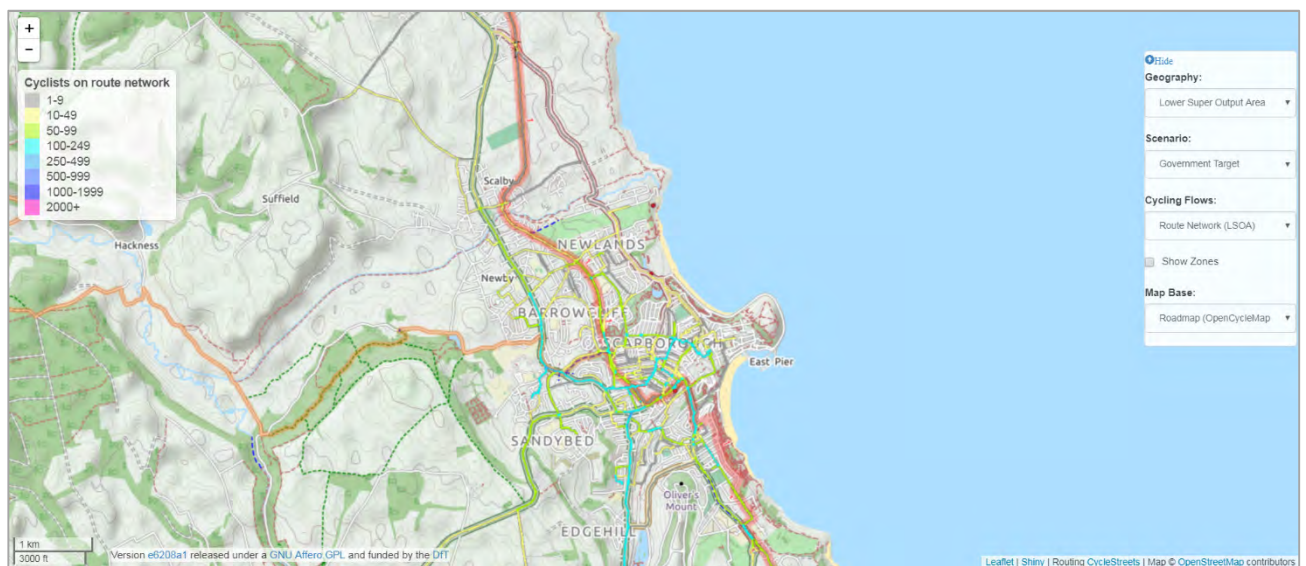 +
−
Cyclists on route network
1-9
10-49
50-99
100-249
250-499
500-999
1000-1999
2000+
Hide
Geography:
Lower Super Output Area
Scenario:
Government Target
Cycling Flows:
Route Network (LSOA)
Show Zones
Map Base:
Roadmap (OpenCycleMap
Scalby
Suffield
Hackness
NEWLANDS
Newby
BARROWCLIFF
SCARBOROUGH
East Pier
SANDYBED
Oliver's
Mount
EDGEHILL
1 km
3000 ft
Version e6208a1 released under a GNU Affero GPL and funded by the DfT
Leaflet | Shiny | Routing CycleStreets | Map © OpenStreetMap contributors